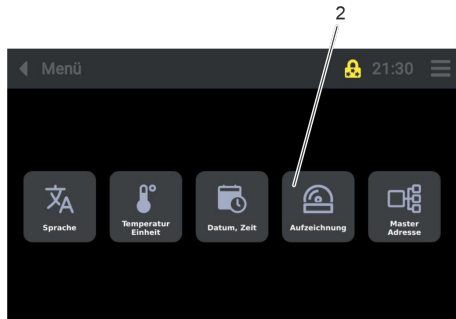 2
Menü
21:30
Sprache
Temperatur
Einheit
Datum, Zeit
Aufzeichnung
Master
Adresse